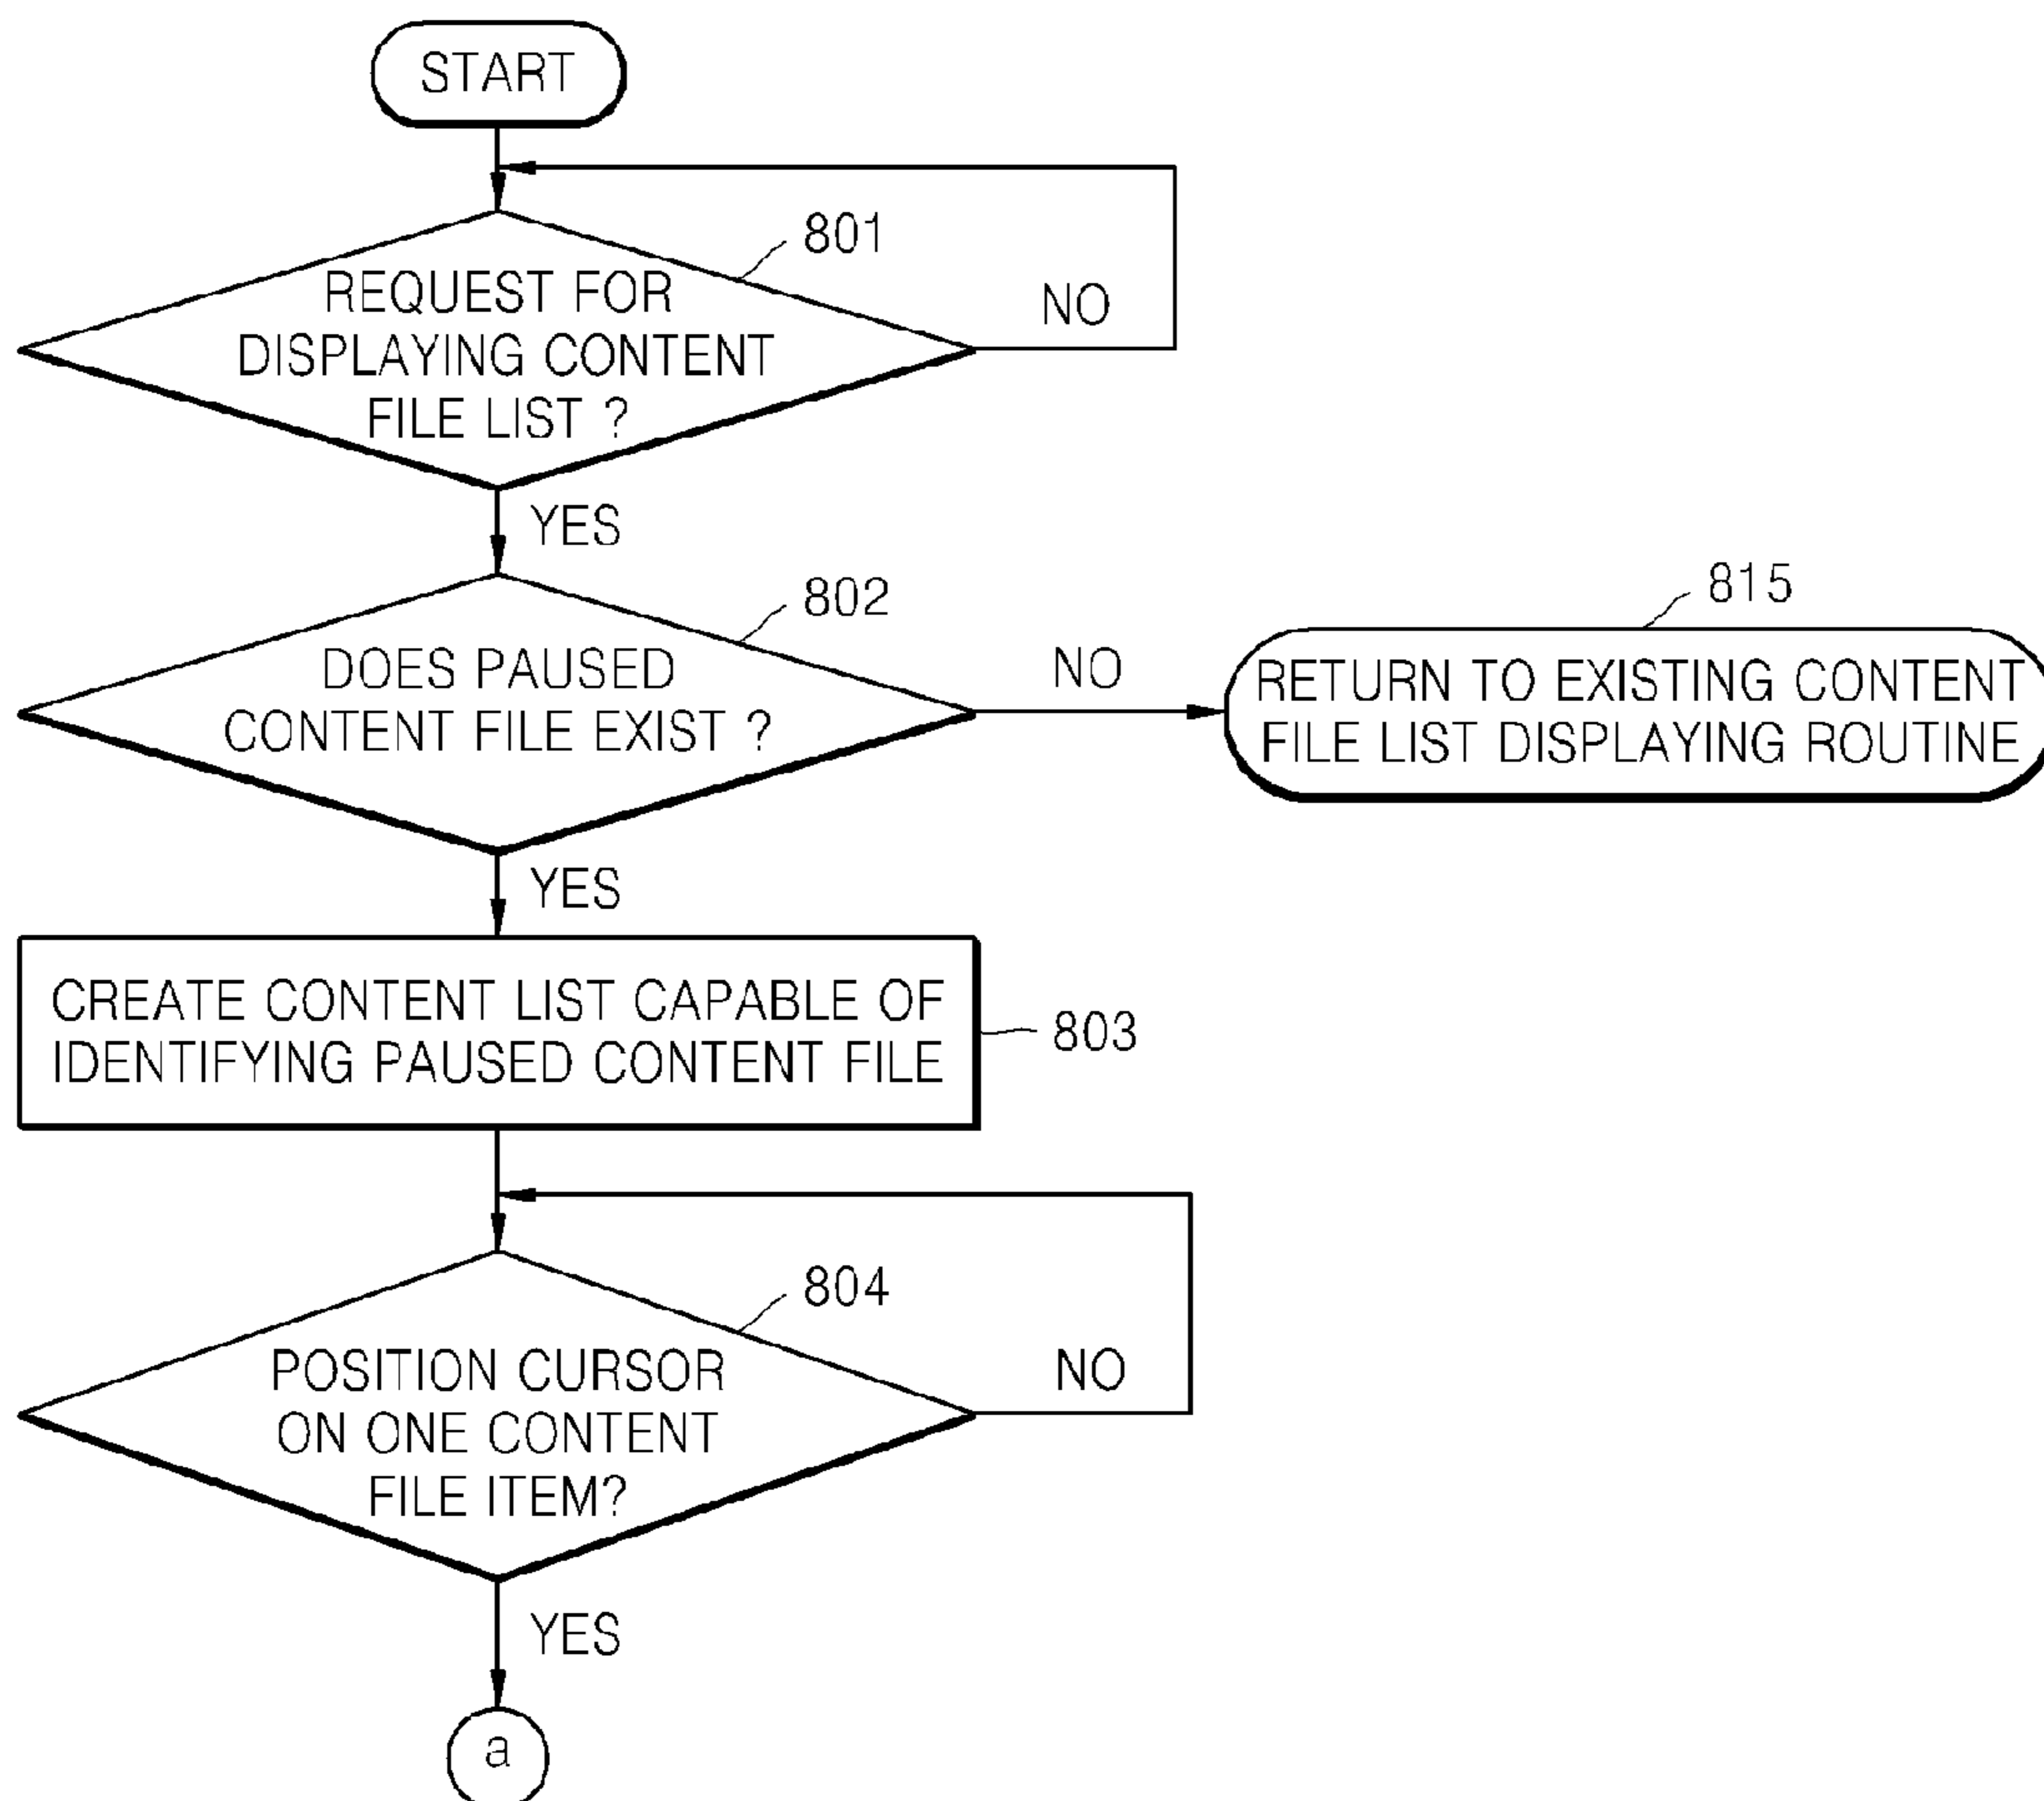 START
801
REQUEST FOR
DISPLAYING CONTENT
FILE LIST ?
NO
YES
802
DOES PAUSED
CONTENT FILE EXIST ?
NO
815
RETURN TO EXISTING CONTENT
FILE LIST DISPLAYING ROUTINE
YES
CREATE CONTENT LIST CAPABLE OF
IDENTIFYING PAUSED CONTENT FILE
803
804
POSITION CURSOR
ON ONE CONTENT
FILE ITEM?
NO
YES
a